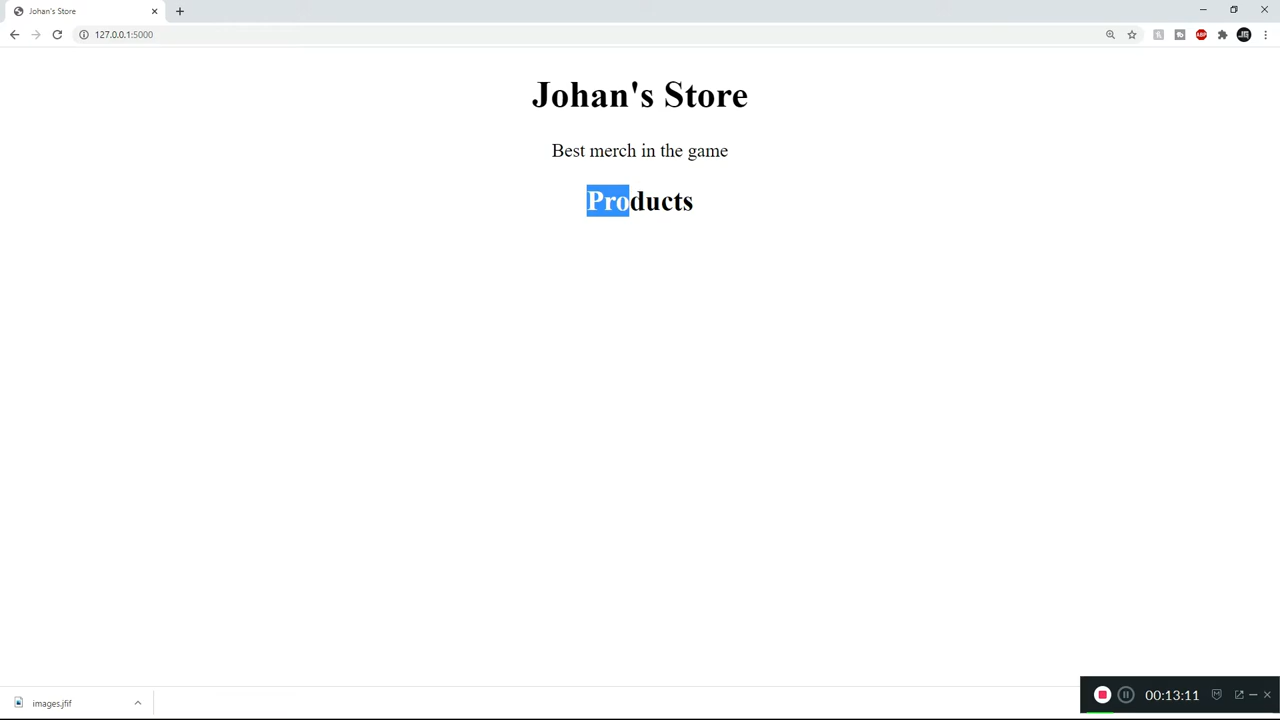 Johan's Store
127.0.0.1:5000
ABP
Johan's Store
Best merch in the game
Products
images.jfif
00:13:11